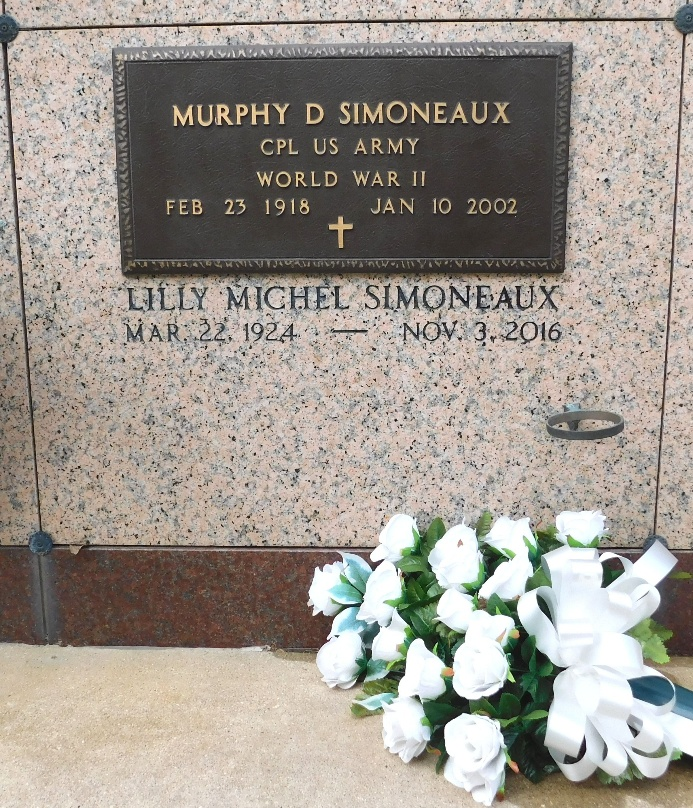 MURPHY D SIMONEAUX
CPL US ARMY
WORLD WAR II
FEB 23 1918 JAN 10 2002
LILLY MICHEL SIMONEAUX
MAR. 22, 1924 — NOV. 3, 2016